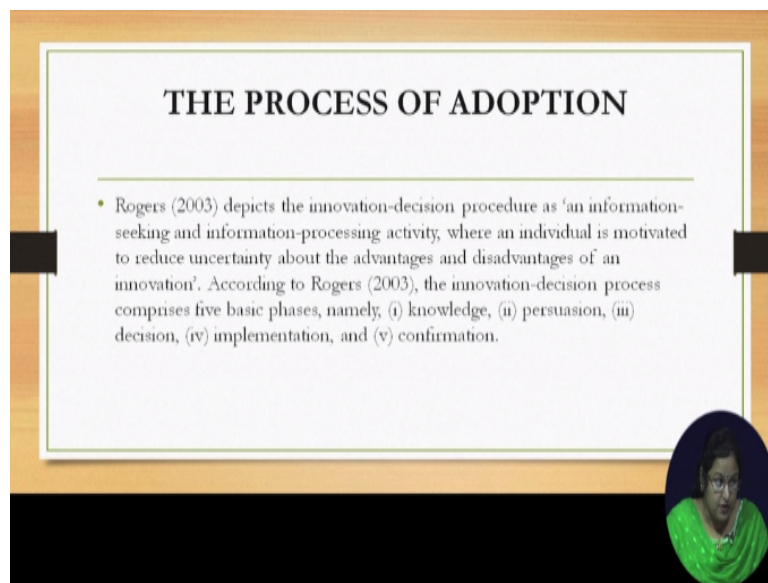 THE PROCESS OF ADOPTION
• Rogers (2003) depicts the innovation-decision procedure as ‘an information-
seeking and information-processing activity, where an individual is motivated
to reduce uncertainty about the advantages and disadvantages of an
innovation’. According to Rogers (2003), the innovation-decision process
comprises five basic phases, namely, (i) knowledge, (ii) persuasion, (iii)
decision, (iv) implementation, and (v) confirmation.